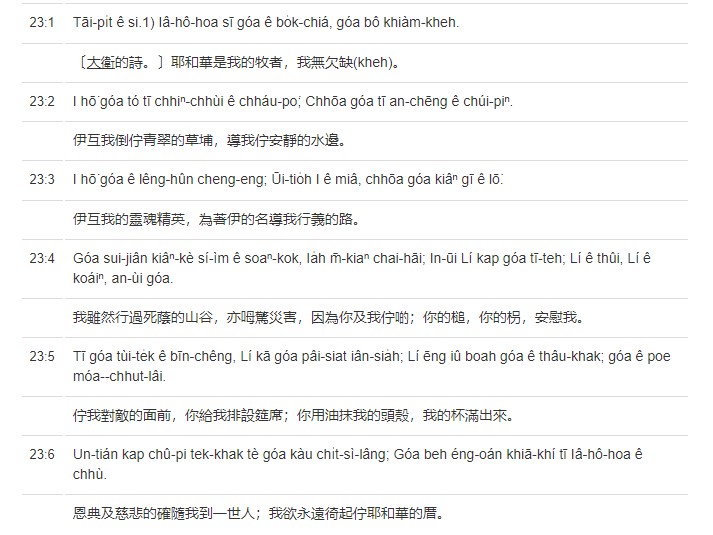 23:1 Tāi-pi̍t ê si.1) Iâ-hô-hoa sī góa ê bo̍k-chiá, góa bô khiàm-kheh.
〔大衛的詩。〕耶和華是我的牧者，我無欠缺(kheh)。
23:2 I hō͘ góa tó tī chhiⁿ-chhùi ê chháu-po͘; Chhōa góa tī an-chēng ê chúi-piⁿ.
伊互我倒佇青翠的草埔，導我佇安靜的水邊。
23:3 I hō͘ góa ê lêng-hûn cheng-eng; Ūi-tio̍h I ê miâ, chhōa góa kiâⁿ gī ê lō͘.
伊互我的靈魂精英，為著伊的名導我行義的路。
23:4 Góa sui-jiân kiâⁿ-kè sí-ìm ê soaⁿ-kok, Ia̍h m̄-kiaⁿ chai-hāi; In-ūi Lí kap góa tī-teh; Lí ê thûi, Lí ê
koáiⁿ, an-ùi góa.
我雖然行過死蔭的山谷，亦呣驚災害，因為你及我佇啲；你的槌，你的柺，安慰我。
23:5 Tī góa tùi-te̍k ê bīn-chêng, Lí kā góa pâi-siat iân-sia̍h; Lí ēng iû boah góa ê thâu-khak; góa ê poe
móa--chhut-lâi.
佇我對敵的面前，你給我排設筵席；你用油抹我的頭殼，我的杯滿出來。
23:6 Un-tián kap chû-pi tek-khak tè góa kàu chi̍t-sì-lâng; Góa beh éng-oán khiā-khí tī Iâ-hô-hoa ê
chhù.
恩典及慈悲的確隨我到一世人；我欲永遠徛起佇耶和華的厝。